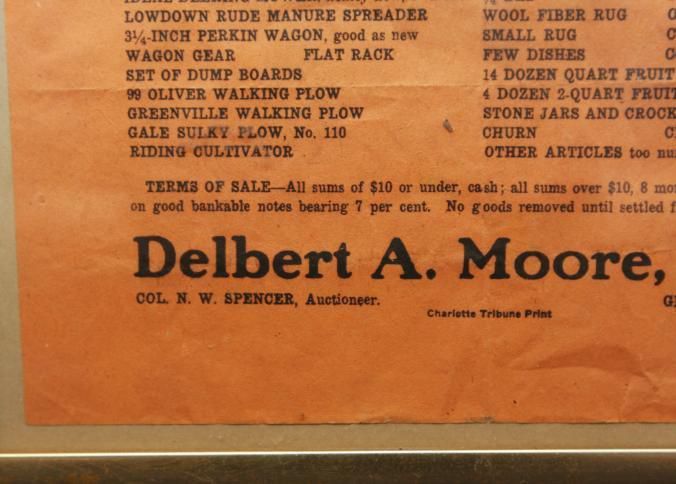 LOWDOWN RUDE MANURE SPREADER
3¼-INCH PERKIN WAGON, good as new
WAGON GEAR FLAT RACK
SET OF DUMP BOARDS
99 OLIVER WALKING PLOW
GREENVILLE WALKING PLOW
GALE SULKY PLOW, No. 110
RIDING CULTIVATOR
WOOL FIBER RUG
SMALL RUG
FEW DISHES
14 DOZEN QUART FRUIT
4 DOZEN 2-QUART FRUIT
STONE JARS AND CROCK
CHURN
OTHER ARTICLES too nu
TERMS OF SALE—All sums of $10 or under, cash; all sums over $10, 8 mo
on good bankable notes bearing 7 per cent. No goods removed until settled f
Delbert A. Moore,
COL. N. W. SPENCER, Auctioneer.
Charlotte Tribune Print